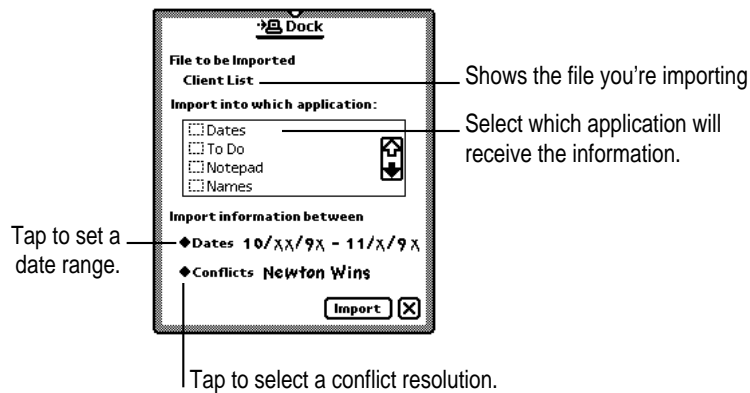 Dock
File to be Imported
Client List
Shows the file you're importing
Import into which application:
Dates
To Do
Notepad
Names
Select which application will
receive the information.
Import information between
Tap to set a
date range.
Dates 10/xx/9x - 11/x/9x
Conflicts Newton Wins
Import
Tap to select a conflict resolution.